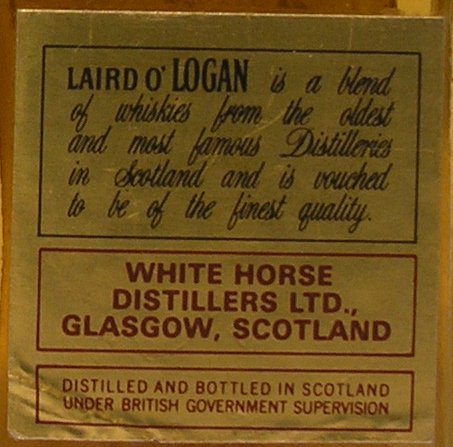 LAIRD O' LOGAN is a blend
of whiskies from the oldest
and most famous Distilleries
in Scotland and is vouched
to be of the finest quality.
WHITE HORSE
DISTILLERS LTD.,
GLASGOW, SCOTLAND
DISTILLED AND BOTTLED IN SCOTLAND
UNDER BRITISH GOVERNMENT SUPERVISION